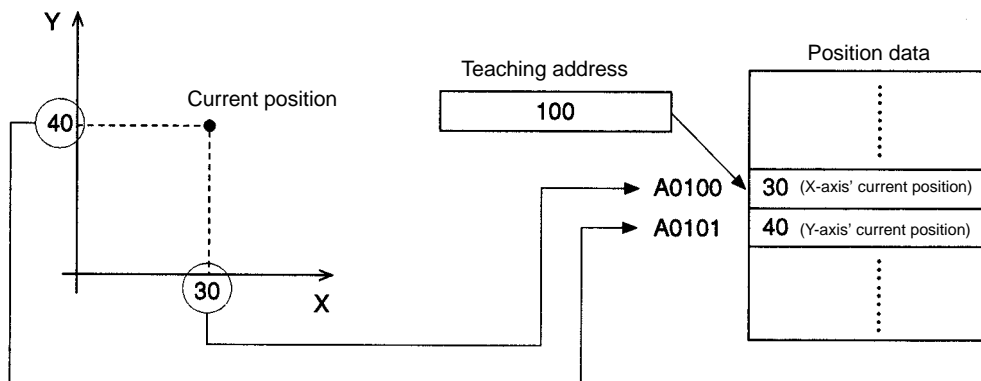 Y
Position data
Teaching address
Current position
100
40
A0100
30 (X-axis' current position)
A0101
40 (Y-axis' current position)
30
X